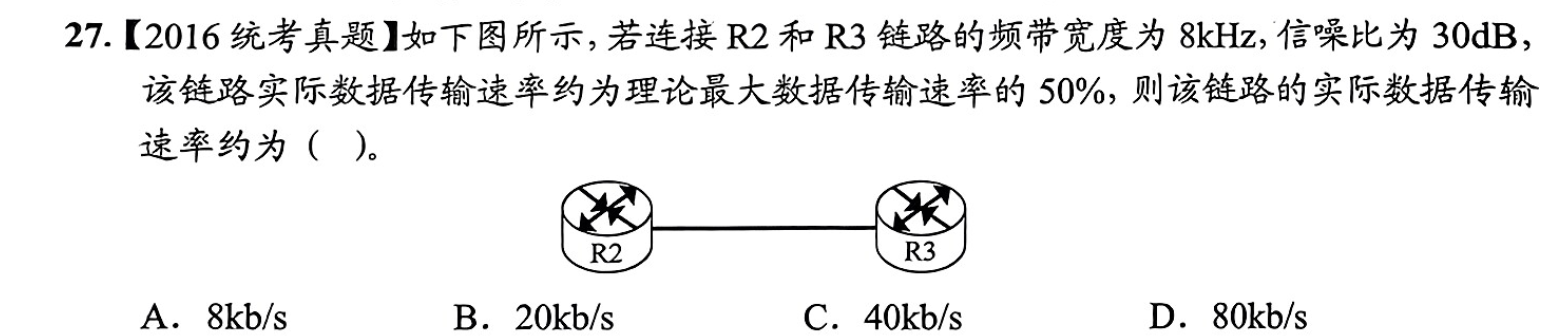 27.【2016 统考真题】如下图所示，若连接 R2 和 R3 链路的频带宽度为 8kHz，信噪比为 30dB，
该链路实际数据传输速率约为理论最大数据传输速率的 50%，则该链路的实际数据传输
速率约为（ ）。
R2 R3
A．8kb/s B．20kb/s C．40kb/s D．80kb/s